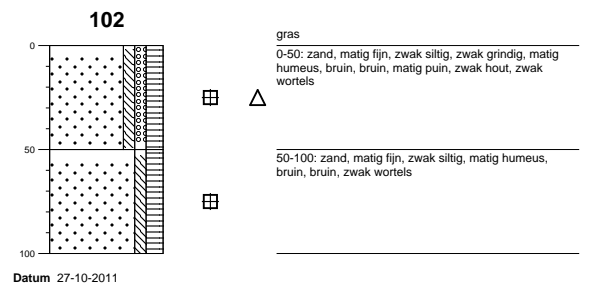 102
gras
0
0-50: zand, matig fijn, zwak siltig, zwak grindig, matig
humeus, bruin, bruin, matig puin, zwak hout, zwak
wortels
50
50-100: zand, matig fijn, zwak siltig, matig humeus,
bruin, bruin, zwak wortels
100
Datum 27-10-2011